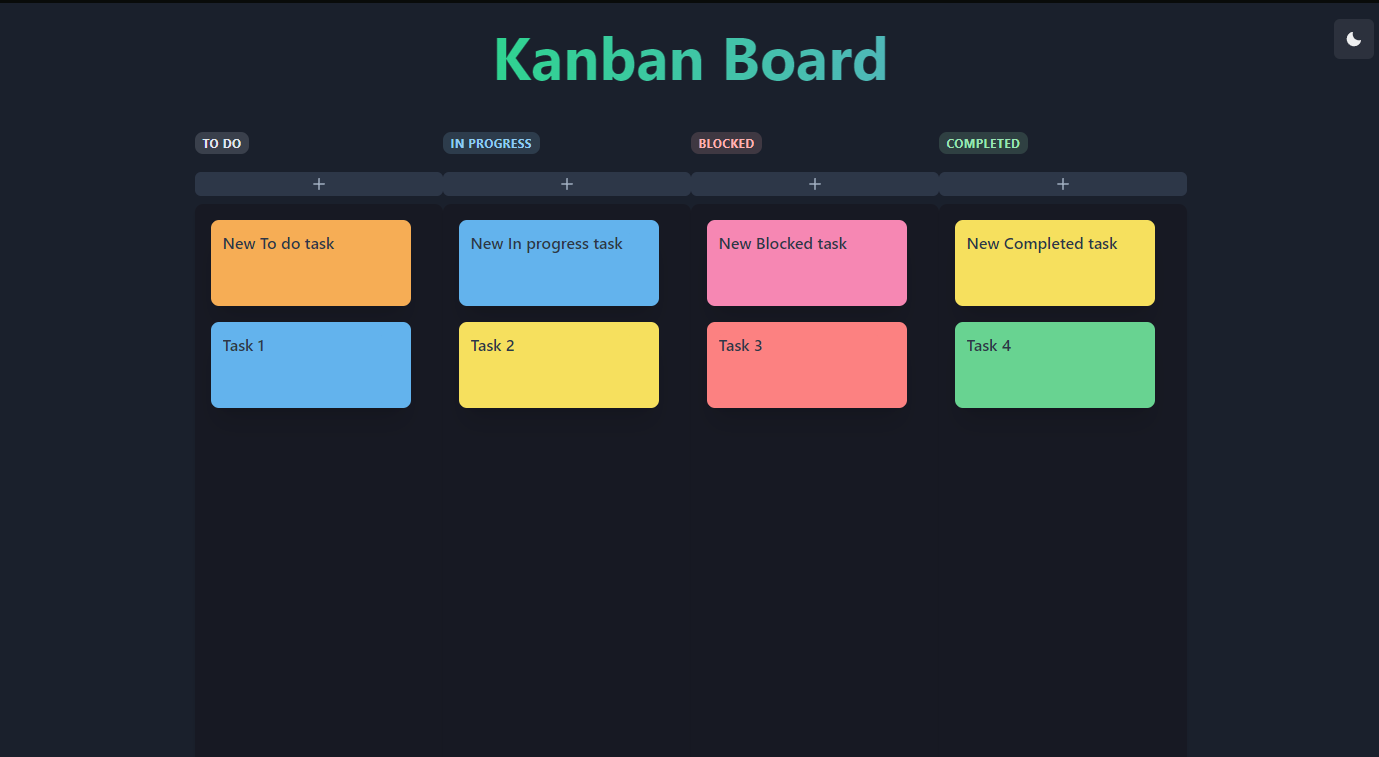 Kanban Board
TO DO
IN PROGRESS
BLOCKED
COMPLETED
+
+
+
+
New To do task
New In progress task
New Blocked task
New Completed task
Task 1
Task 2
Task 3
Task 4